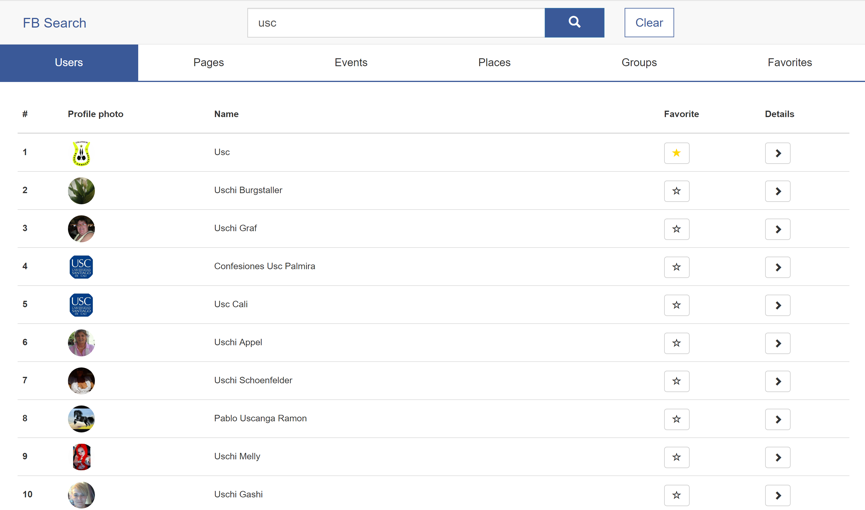 FB Search usc Clear
Users Pages Events Places Groups Favorites
# Profile photo Name Favorite Details
1 Usc
2 Uschi Burgstaller
3 Uschi Graf
4 USC Confesiones Usc Palmira
5 USC Usc Cali
6 Uschi Appel
7 Uschi Schoenfelder
8 Pablo Uscanga Ramon
9 Uschi Melly
10 Uschi Gashi